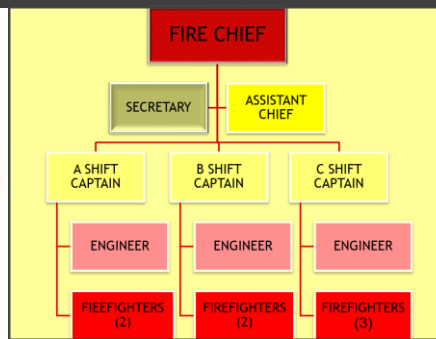 FIRE CHIEF
SECRETARY
ASSISTANT
CHIEF
A SHIFT
CAPTAIN
B SHIFT
CAPTAIN
C SHIFT
CAPTAIN
ENGINEER
ENGINEER
ENGINEER
FIEEFIGHTERS
(2)
FIREFIGHTERS
(2)
FIREFIGHTERS
(3)